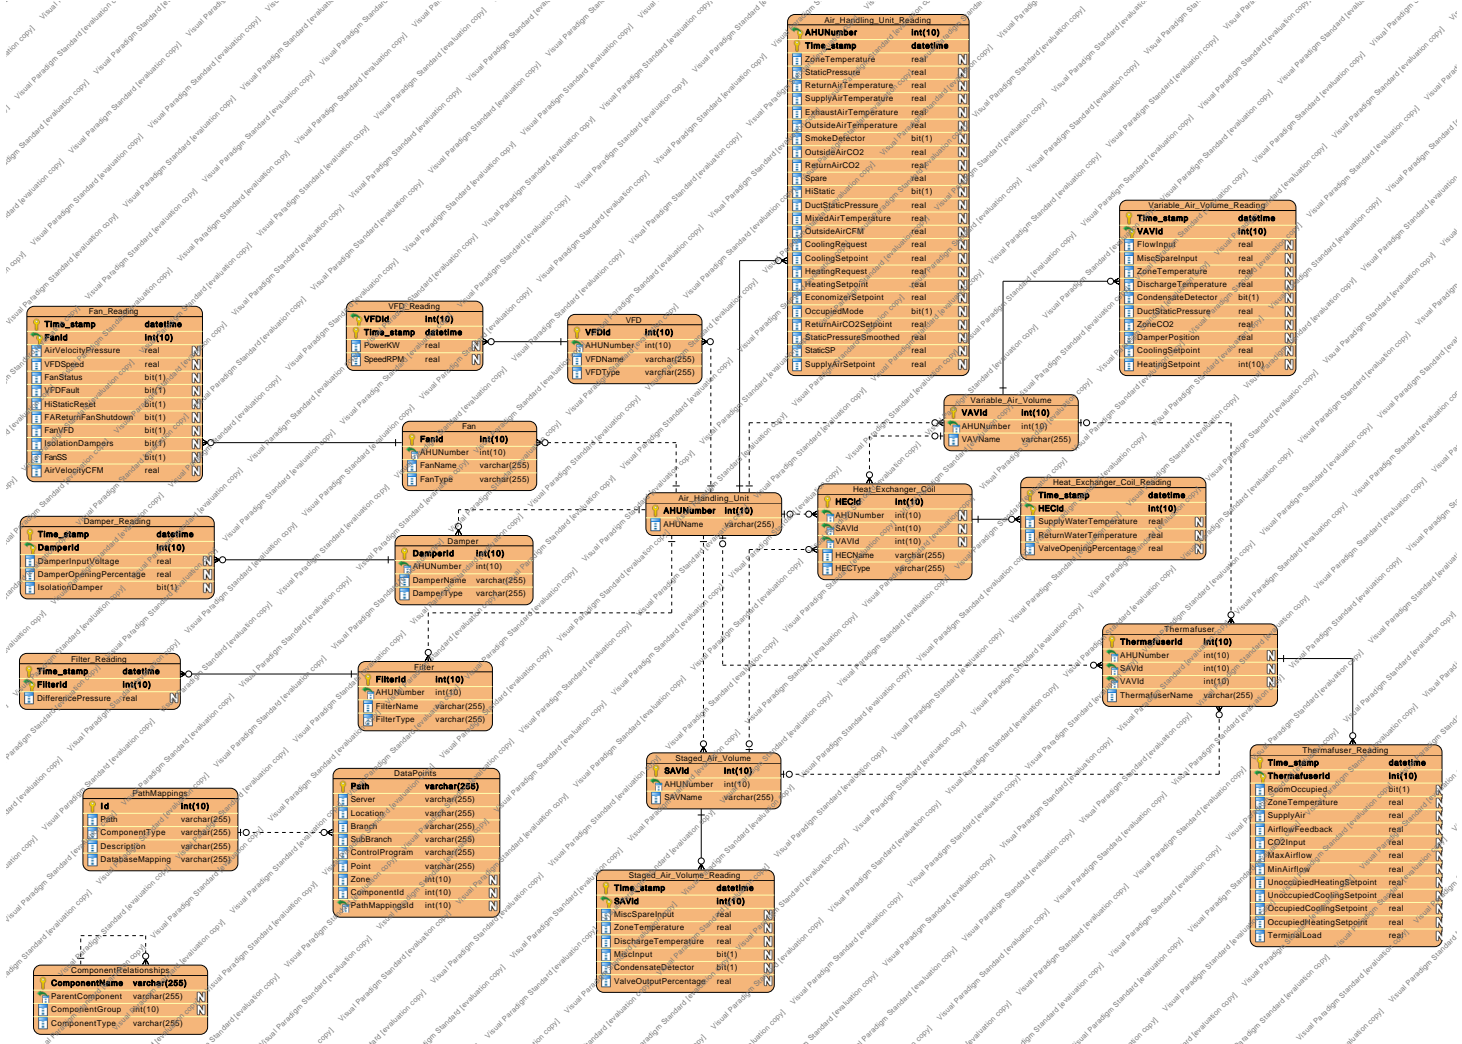 Air_Handling_Unit_Reading
AHUNumber int(10)
Time_stamp datetime
ZoneTemperature real N
StaticPressure real N
ReturnAirTemperature real N
SupplyAirTemperature real N
ExhaustAirTemperature real N
OutsideAirTemperature real N
SmokeDetector bit(1) N
OutsideAirCO2 real N
ReturnAirCO2 real N
Spare real N
HiStatic bit(1) N
DuctStaticPressure real N
MixedAirTemperature real N
OutsideAirCFM real N
CoolingRequest real N
CoolingSetpoint real N
HeatingRequest real N
HeatingSetpoint real N
EconomizerSetpoint real N
OccupiedMode bit(1) N
ReturnAirCO2Setpoint real N
StaticPressureSmoothed real N
StaticSP real N
SupplyAirSetpoint real N
Variable_Air_Volume_Reading
Time_stamp datetime
VAVId int(10)
FlowInput real N
MiscSpareInput real N
ZoneTemperature real N
DischargeTemperature real N
CondensateDetector bit(1) N
DuctStaticPressure real N
ZoneCO2 real N
DamperPosition real N
CoolingSetpoint real N
HeatingSetpoint int(10) N
Fan_Reading
Time_stamp datetime
FanId int(10)
AirVelocityPressure real N
VFDSpeed real N
FanStatus bit(1) N
VFDFault bit(1) N
HiStaticReset bit(1) N
FAReturnFanShutdown bit(1) N
FanVFD bit(1) N
IsolationDampers bit(1) N
FanSS bit(1) N
AirVelocityCFM real N
VFD_Reading
VFDId int(10)
Time_stamp datetime
PowerKW real N
SpeedRPM real N
VFD
VFDId int(10)
AHUNumber int(10)
VFDName varchar(255)
VFDType varchar(255)
Variable_Air_Volume
VAVId int(10)
AHUNumber int(10)
VAVName varchar(255)
Fan
FanId int(10)
AHUNumber int(10)
FanName varchar(255)
FanType varchar(255)
Air_Handling_Unit
AHUNumber int(10)
AHUName varchar(255)
Heat_Exchanger_Coil
HECId int(10)
AHUNumber int(10) N
SAVId int(10) N
VAVId int(10) N
HECName varchar(255)
HECType varchar(255)
Heat_Exchanger_Coil_Reading
Time_stamp datetime
HECId int(10)
SupplyWaterTemperature real N
ReturnWaterTemperature real N
ValveOpeningPercentage real N
Damper_Reading
Time_stamp datetime
DamperId int(10)
DamperInputVoltage real N
DamperOpeningPercentage real N
IsolationDamper bit(1) N
Damper
DamperId int(10)
AHUNumber int(10)
DamperName varchar(255)
DamperType varchar(255)
Filter_Reading
Time_stamp datetime
FilterId int(10)
DifferencePressure real N
Filter
FilterId int(10)
AHUNumber int(10)
FilterName varchar(255)
FilterType varchar(255)
Thermafuser
ThermafuserId int(10)
AHUNumber int(10) N
SAVId int(10) N
VAVId int(10) N
ThermafuserName varchar(255)
Staged_Air_Volume
SAVId int(10)
AHUNumber int(10)
SAVName varchar(255)
Thermafuser_Reading
Time_stamp datetime
ThermafuserId int(10)
RoomOccupied bit(1) N
ZoneTemperature real N
SupplyAir real N
AirflowFeedback real N
CO2Input real N
MaxAirflow real N
MinAirflow real N
UnoccupiedHeatingSetpoint real N
UnoccupiedCoolingSetpoint real N
OccupiedCoolingSetpoint real N
OccupiedHeatingSetpoint real N
TerminalLoad real N
DataPoints
Path varchar(255)
Server varchar(255)
Location varchar(255)
Branch varchar(255)
SubBranch varchar(255)
ControlProgram varchar(255)
Point varchar(255)
Zone int(10) N
ComponentId int(10) N
PathMappingsId int(10) N
PathMappings
Id int(10)
Path varchar(255)
ComponentType varchar(255)
Description varchar(255)
DatabaseMapping varchar(255)
Staged_Air_Volume_Reading
Time_stamp datetime
SAVId int(10)
MiscSpareInput real N
ZoneTemperature real N
DischargeTemperature real N
MiscInput bit(1) N
CondensateDetector bit(1) N
ValveOutputPercentage real N
ComponentRelationships
ComponentName varchar(255)
ParentComponent varchar(255) N
ComponentGroup int(10) N
ComponentType varchar(255)
Visual Paradigm Standard [evaluation copy]